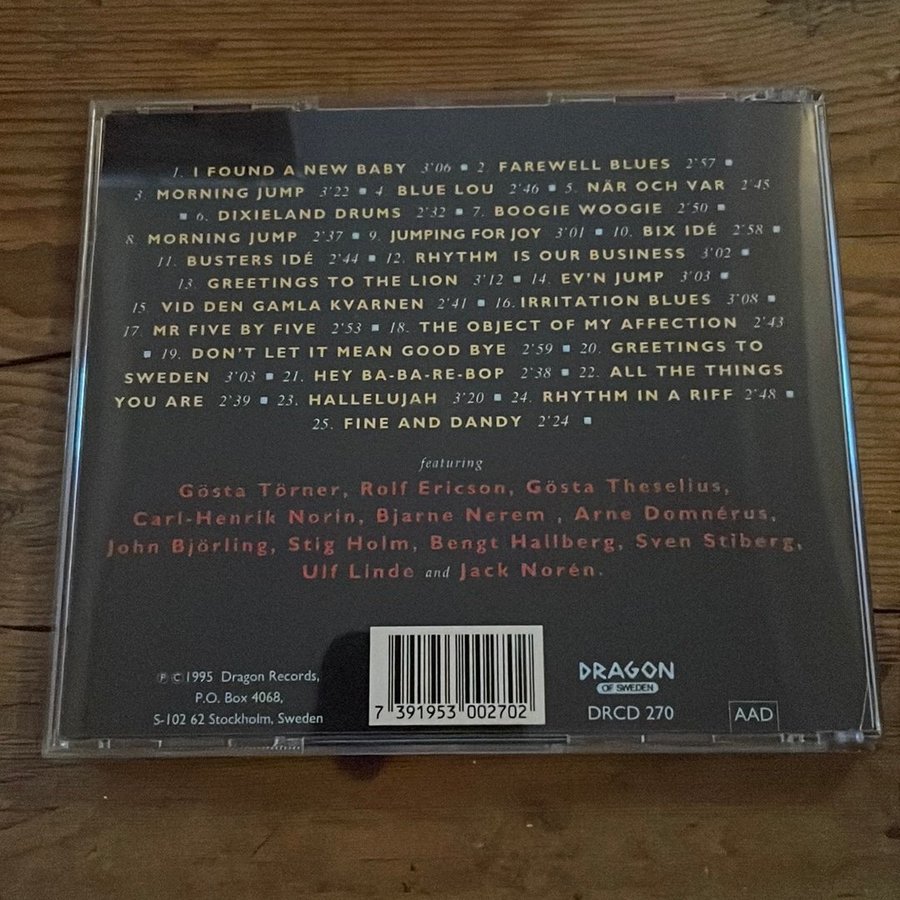 1. I FOUND A NEW BABY 3'06 ▪ 2. FAREWELL BLUES 2'57 ▪
3. MORNING JUMP 3'22 ▪ 4. BLUE LOU 2'46 ▪ 5. NÄR OCH VAR 2'45
▪ 6. DIXIELAND DRUMS 2'32 ▪ 7. BOOGIE WOOGIE 2'50 ▪
8. MORNING JUMP 2'37 ▪ 9. JUMPING FOR JOY 3'01 ▪ 10. BIX IDÉ 2'58 ▪
11. BUSTERS IDÉ 2'44 ▪ 12. RHYTHM IS OUR BUSINESS 3'02 ▪
13. GREETINGS TO THE LION 3'12 ▪ 14. EV'N JUMP 3'03 ▪
15 VID DEN GAMLA KVARNEN 2'41 ▪ 16. IRRITATION BLUES 3'08 ▪
17. MR FIVE BY FIVE 2'53 ▪ 18. THE OBJECT OF MY AFFECTION 2'43
▪ 19. DON'T LET IT MEAN GOOD BYE 2'59 ▪ 20. GREETINGS TO
SWEDEN 3'03 ▪ 21. HEY BA-BA-RE-BOP 2'38 ▪ 22. ALL THE THINGS
YOU ARE 2'39 ▪ 23. HALLELUJAH 3'20 ▪ 24. RHYTHM IN A RIFF 2'48 ▪
25. FINE AND DANDY 2'24 ▪
featuring
Gösta Törner, Rolf Ericson, Gösta Theselius,
Carl-Henrik Norin, Bjarne Nerem , Arne Domnérus,
John Björling, Stig Holm, Bengt Hallberg, Sven Stiberg,
Ulf Linde and Jack Norén.
℗ © 1995 Dragon Records,
P.O. Box 4068,
S-102 62 Stockholm, Sweden
7 391953 002702
DRAGON
OF SWEDEN
DRCD 270
AAD